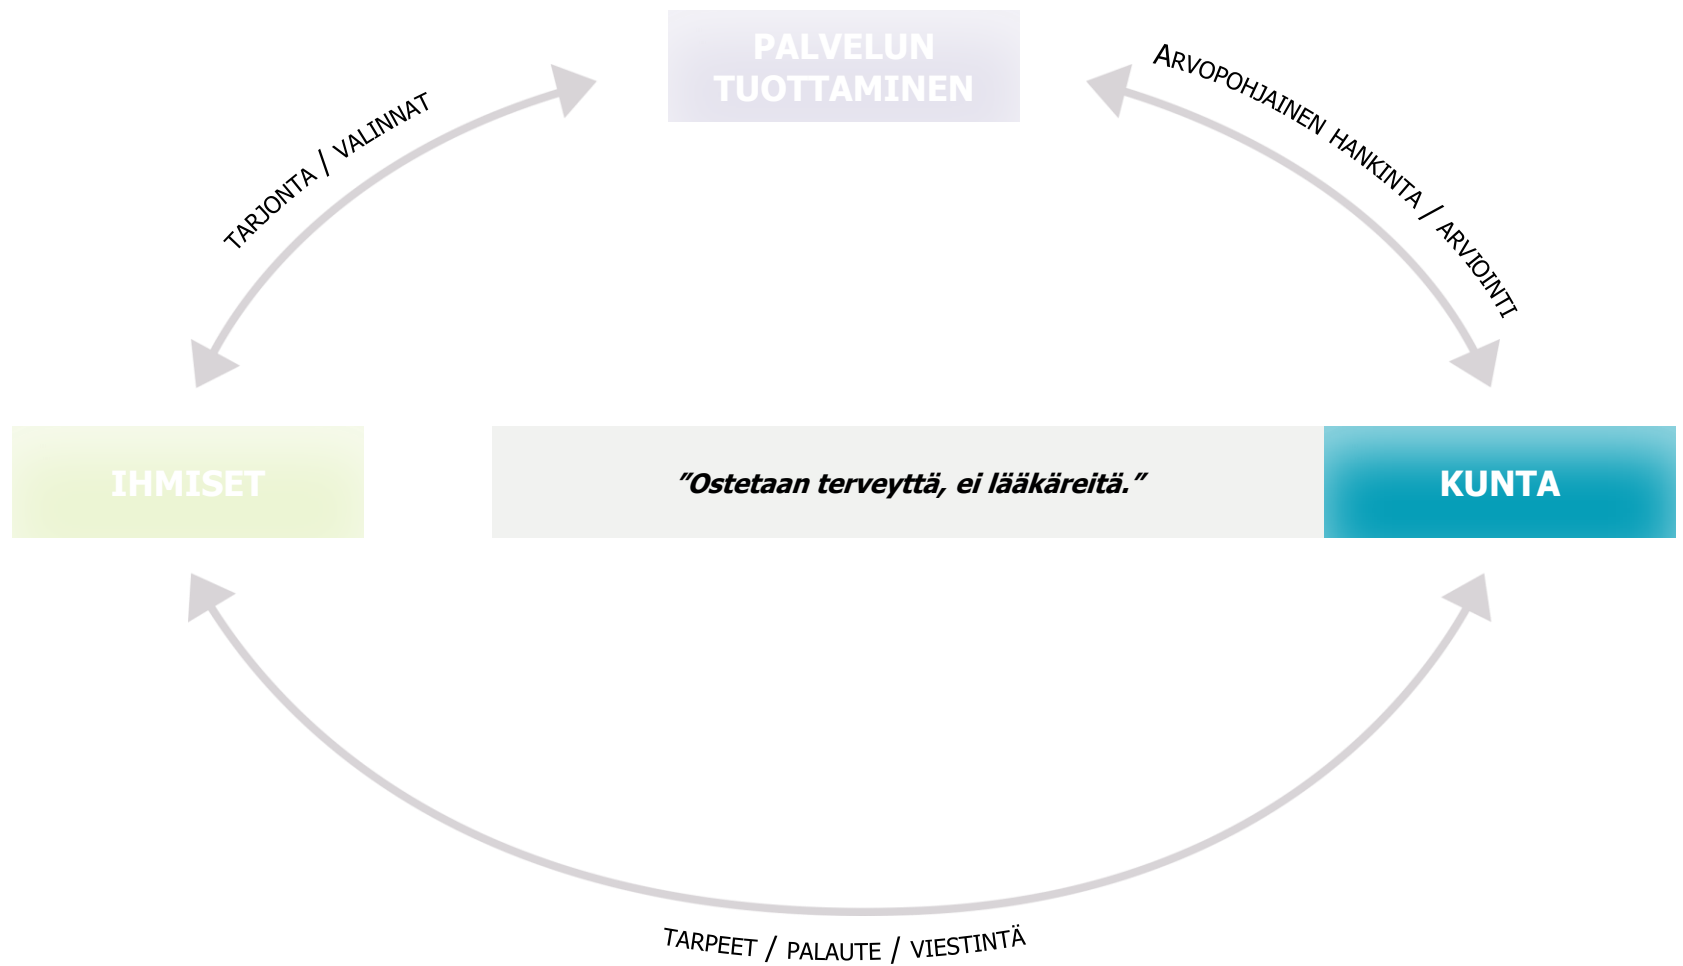 PALVELUN
TUOTTAMINEN
TARJONTA / VALINNAT
ARVOPOHJAINEN HANKINTA / ARVIOINTI
IHMISET
”Ostetaan terveyttä, ei lääkäreitä.”
KUNTA
TARPEET / PALAUTE / VIESTINTÄ